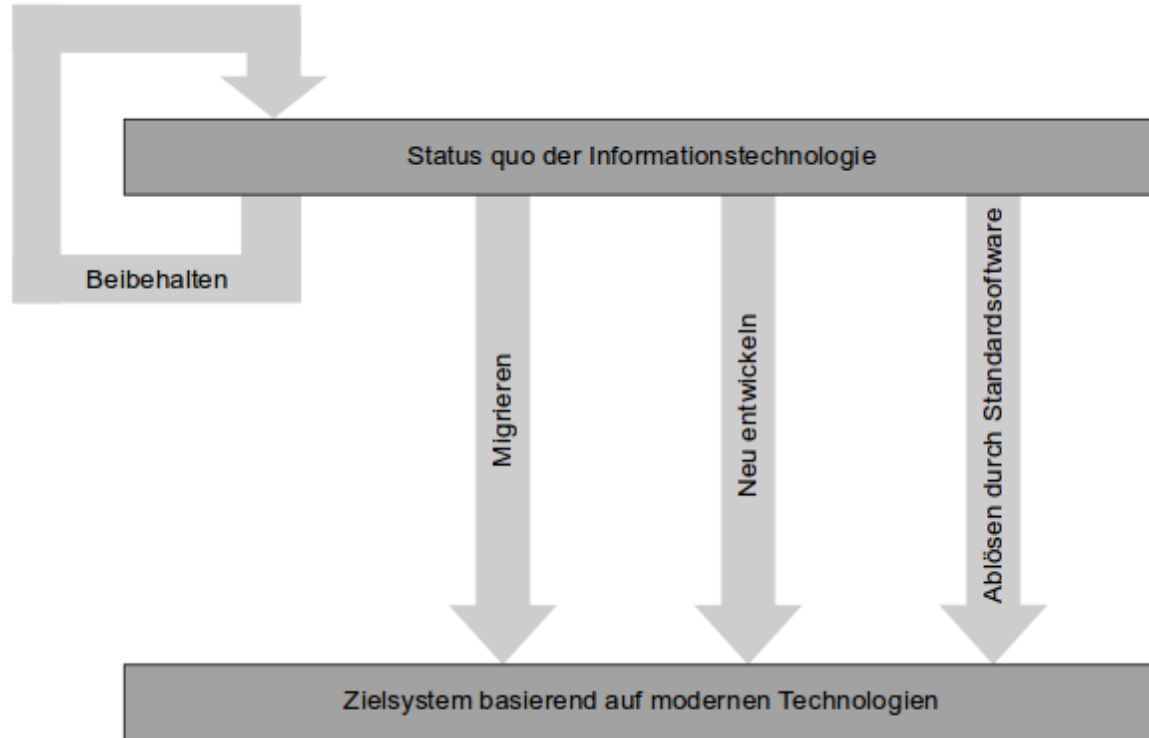 Status quo der Informationstechnologie
Beibehalten
Migrieren
Neu entwickeln
Ablösen durch Standardsoftware
Zielsystem basierend auf modernen Technologien